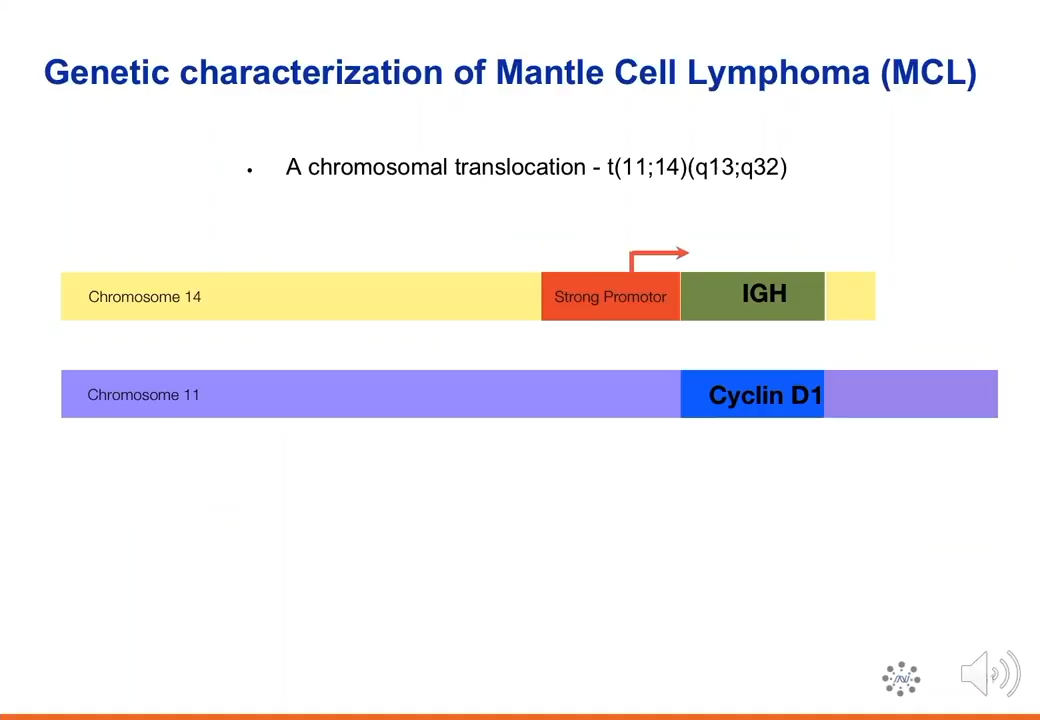 Genetic characterization of Mantle Cell Lymphoma (MCL)
• A chromosomal translocation - t(11;14)(q13;q32)
Chromosome 14
Strong Promotor
IGH
Chromosome 11
Cyclin D1